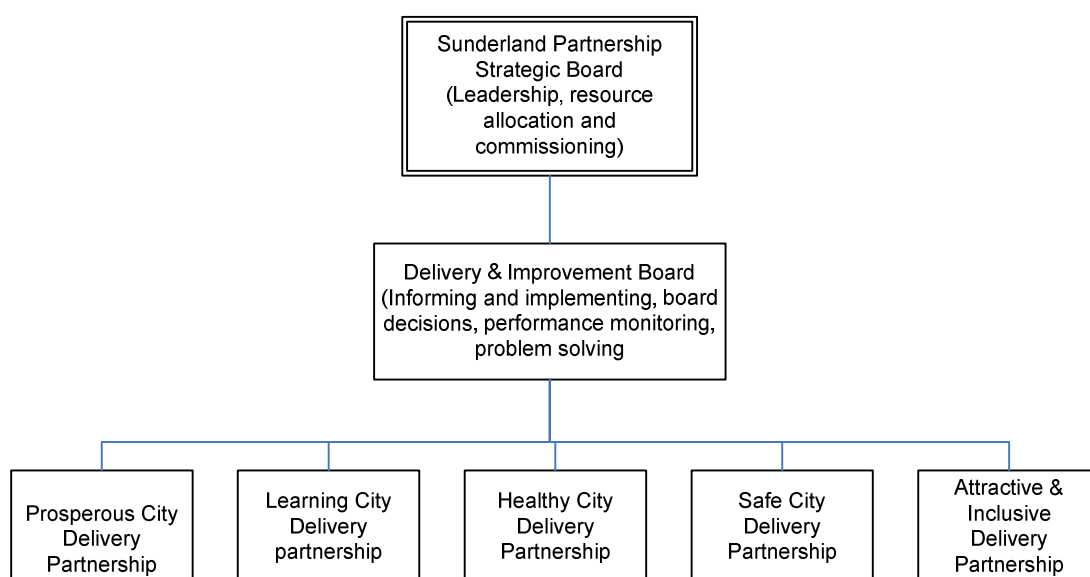 Sunderland Partnership
Strategic Board
(Leadership, resource
allocation and
commissioning)
Delivery & Improvement Board
(Informing and implementing, board
decisions, performance monitoring,
problem solving
Prosperous City
Delivery
Partnership
Learning City
Delivery
partnership
Healthy City
Delivery
Partnership
Safe City
Delivery
Partnership
Attractive &
Inclusive
Delivery
Partnership